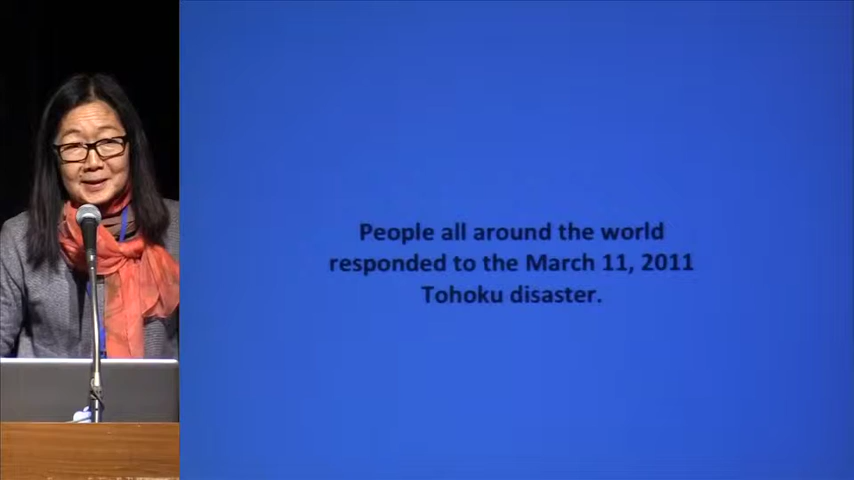 People all around the world
responded to the March 11, 2011
Tohoku disaster.